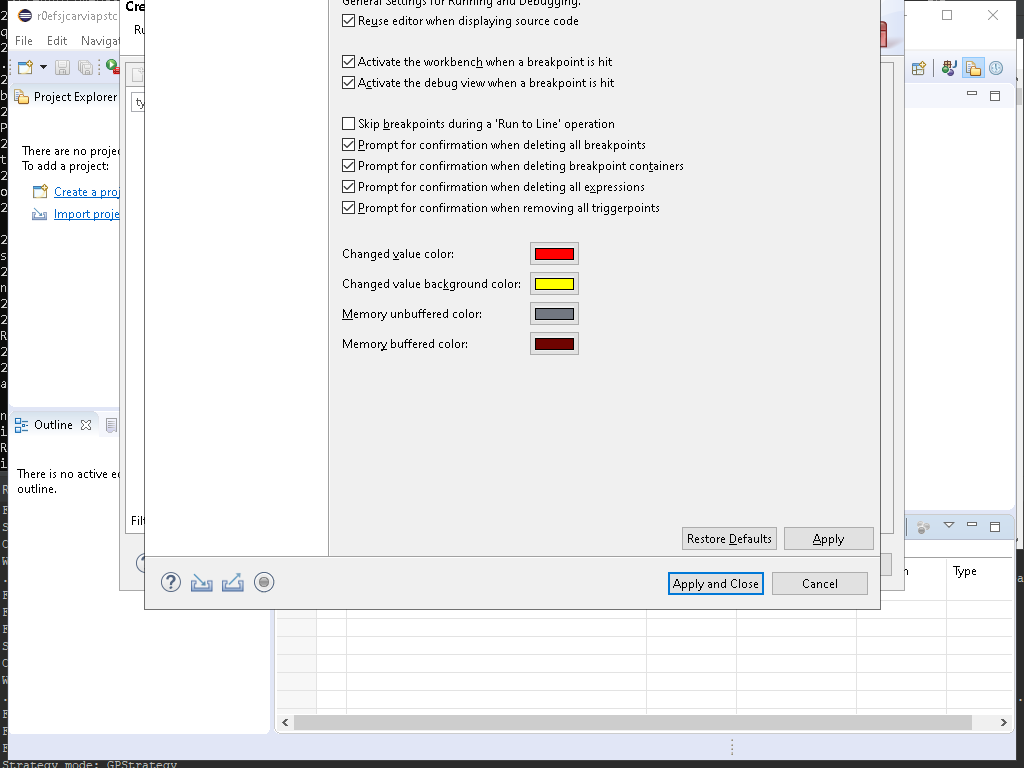 r0efsjcarviapstc
Cre
Ru
File Edit Naviga
General Settings for Running and Debugging.
Reuse editor when displaying source code
Activate the workbench when a breakpoint is hit
Activate the debug view when a breakpoint is hit
Project Explorer
ty
Skip breakpoints during a 'Run to Line' operation
Prompt for confirmation when deleting all breakpoints
There are no projec
To add a project:
Prompt for confirmation when deleting breakpoint containers
Prompt for confirmation when deleting all expressions
Create a proj
Prompt for confirmation when removing all triggerpoints
Import proje
Changed value color:
Changed value background color:
Memory unbuffered color:
Memory buffered color:
Outline
There is no active ed
outline.
Filt
Restore Defaults Apply
Type
Apply and Close Cancel
Strategy mode: GPStrategy